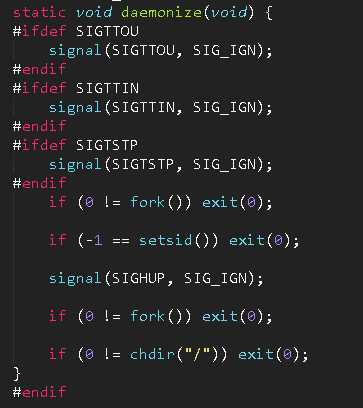 static void daemonize(void) {
#ifdef SIGTTOU
    signal(SIGTTOU, SIG_IGN);
#endif
#ifdef SIGTTIN
    signal(SIGTTIN, SIG_IGN);
#endif
#ifdef SIGTSTP
    signal(SIGTSTP, SIG_IGN);
#endif
    if (0 != fork()) exit(0);
    if (-1 == setsid()) exit(0);
    signal(SIGHUP, SIG_IGN);
    if (0 != fork()) exit(0);
    if (0 != chdir("/")) exit(0);
}
#endif